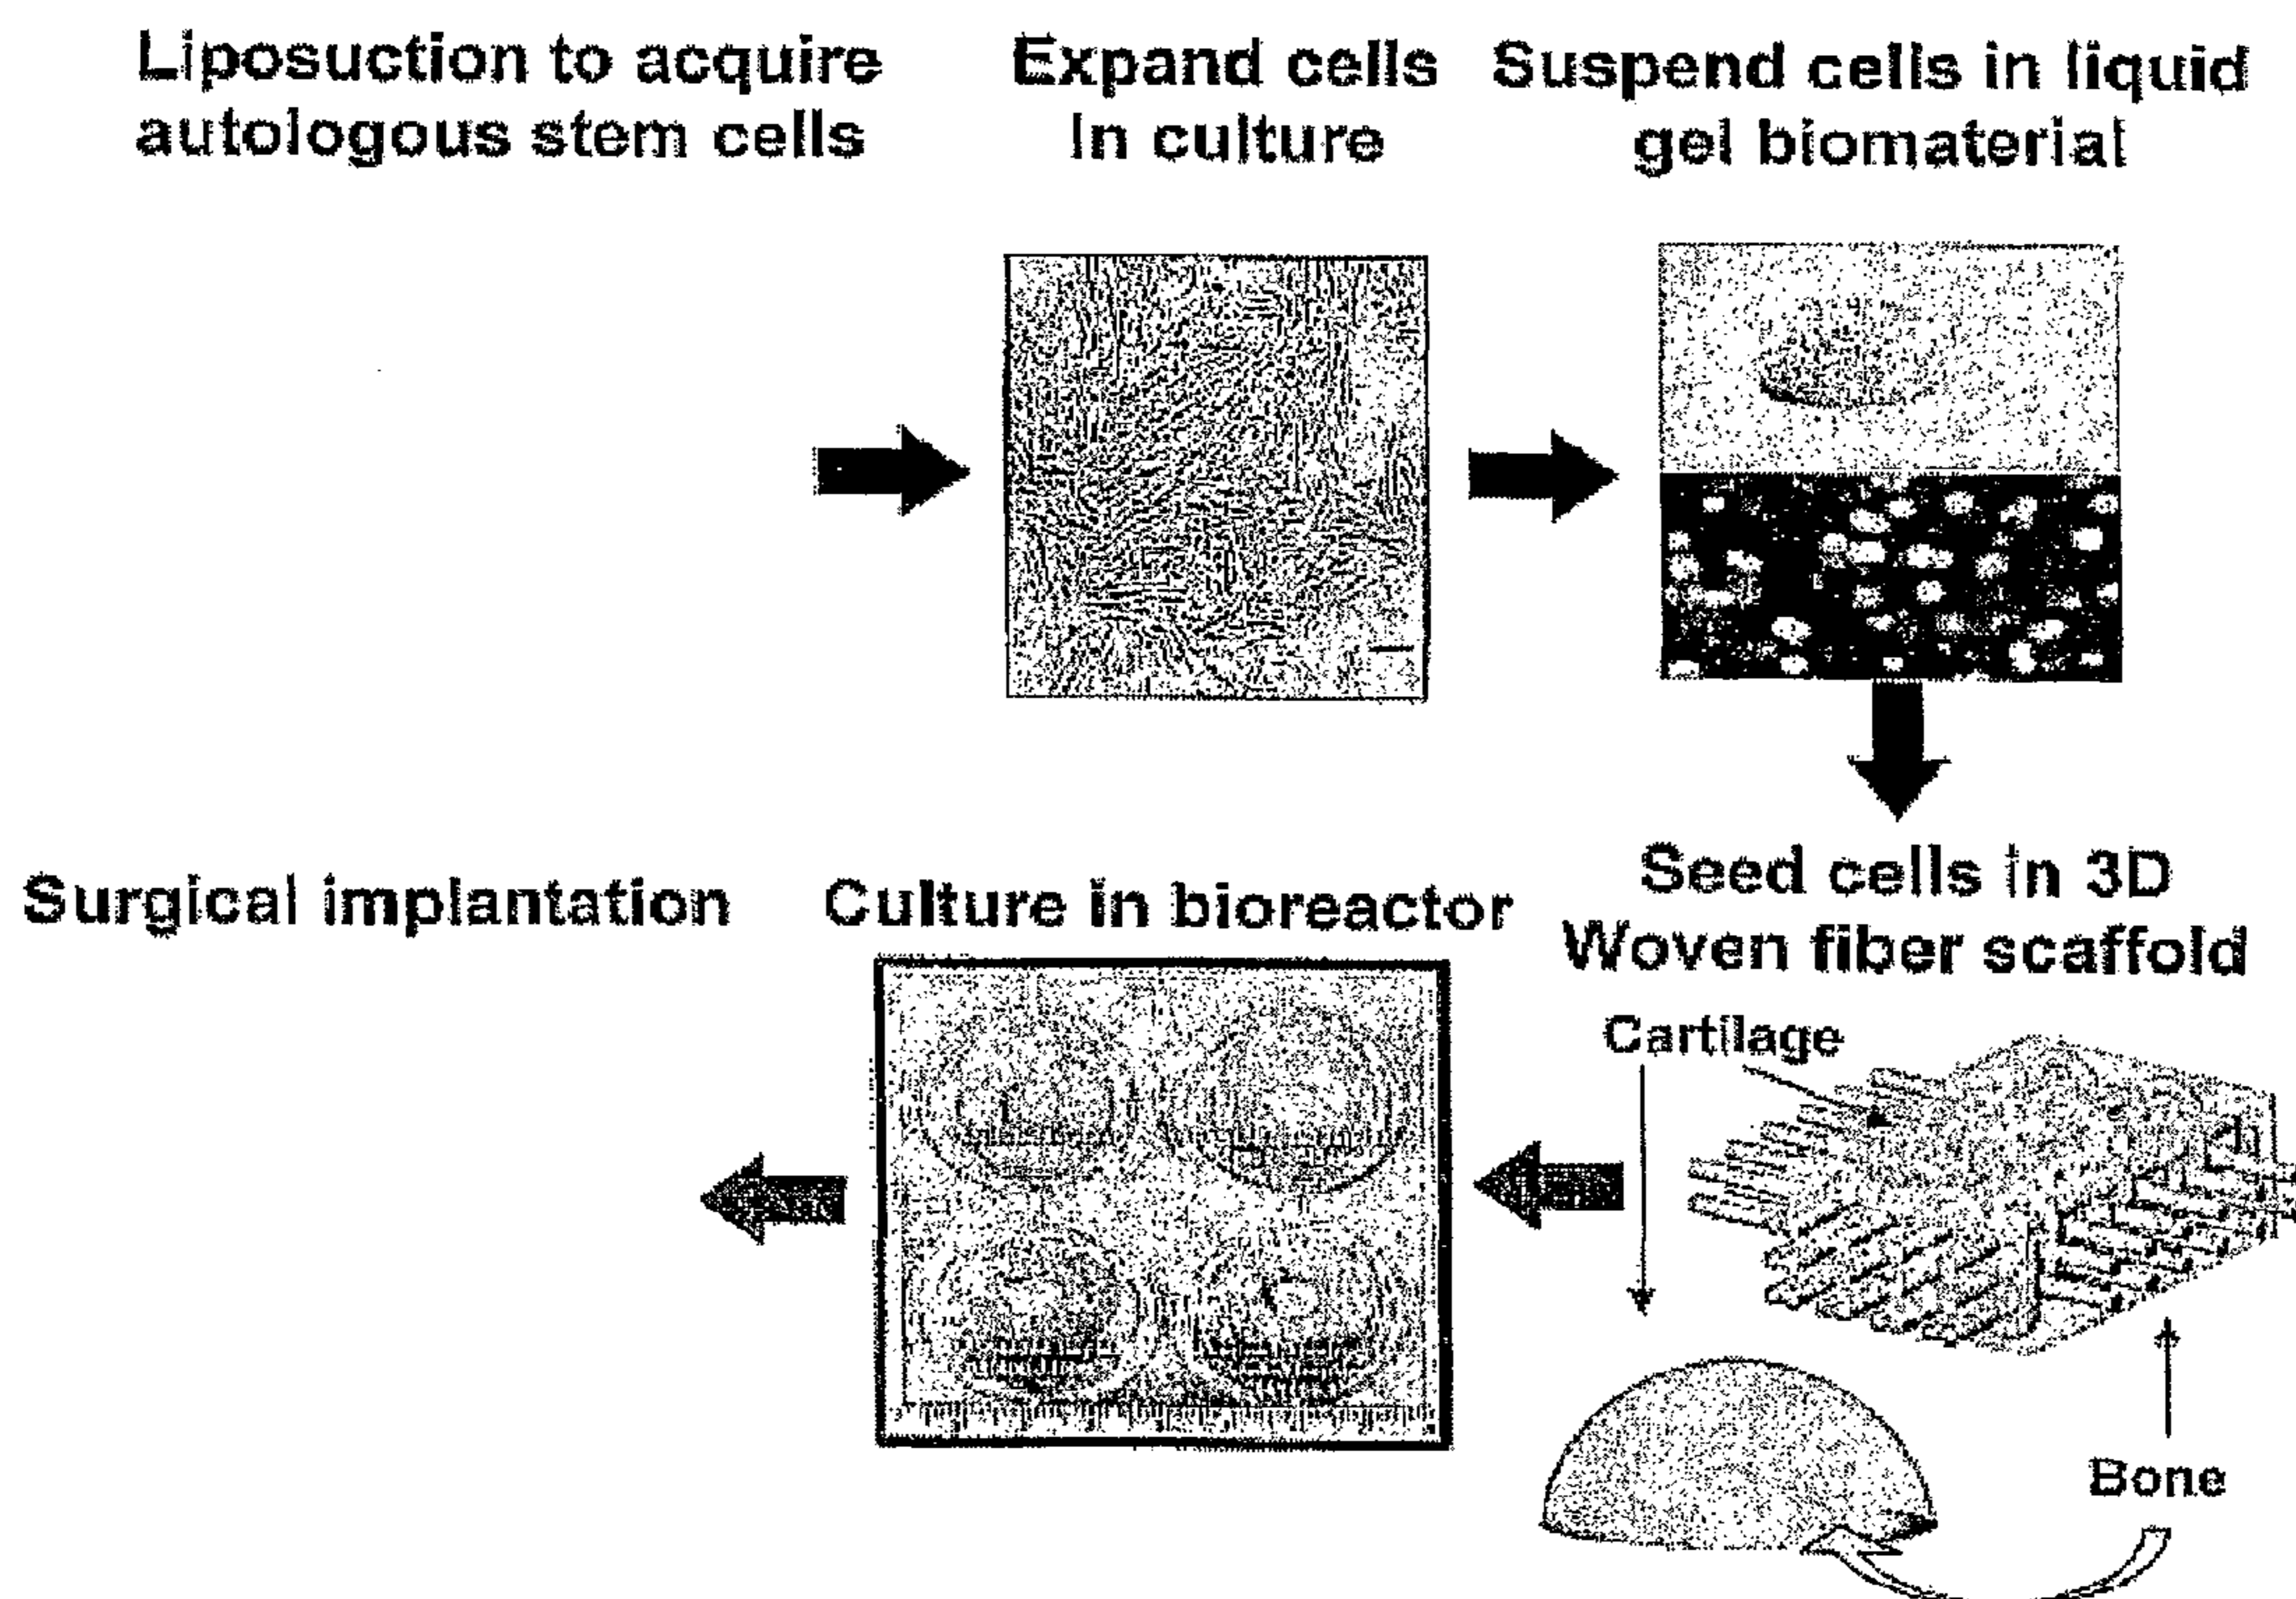 Liposuction to acquire
autologous stem cells
Expand cells
In culture
Suspend cells in liquid
gel biomaterial
Seed cells in 3D
Woven fiber scaffold
Cartilage
Bone
Culture in bioreactor
Surgical implantation